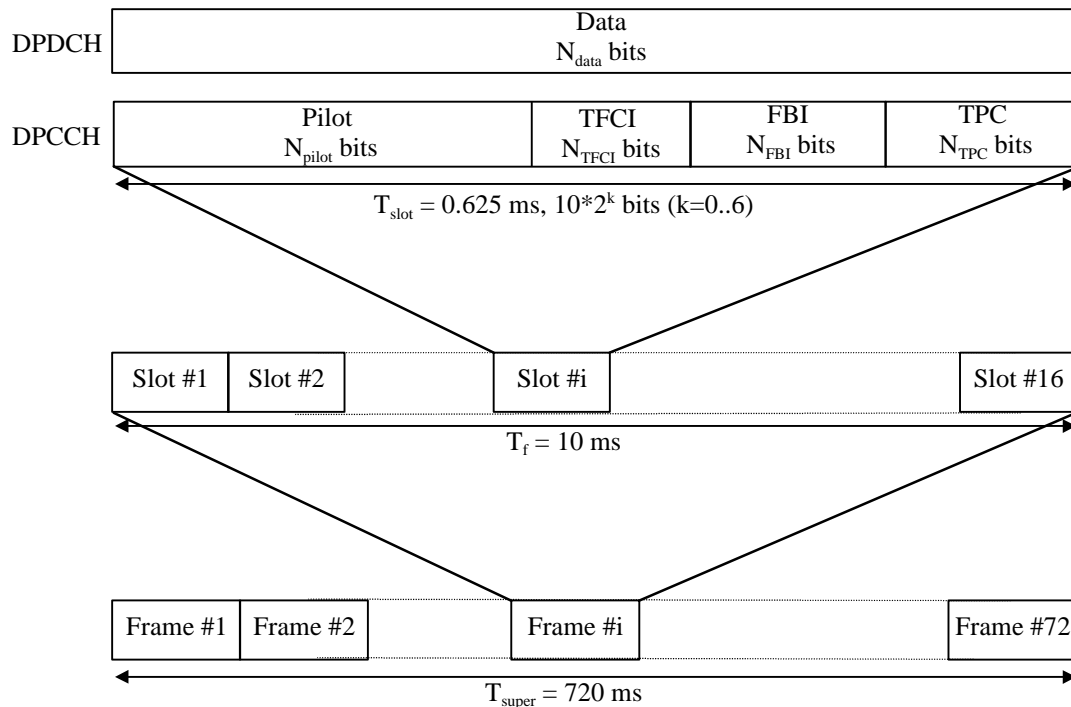 DPDCH
Data
N_data bits
DPCCH
Pilot
N_pilot bits
TFCI
N_TFCI bits
FBI
N_FBI bits
TPC
N_TPC bits
T_slot = 0.625 ms, 10*2^k bits (k=0..6)
Slot #1
Slot #2
Slot #i
Slot #16
T_f = 10 ms
Frame #1
Frame #2
Frame #i
Frame #72
T_super = 720 ms